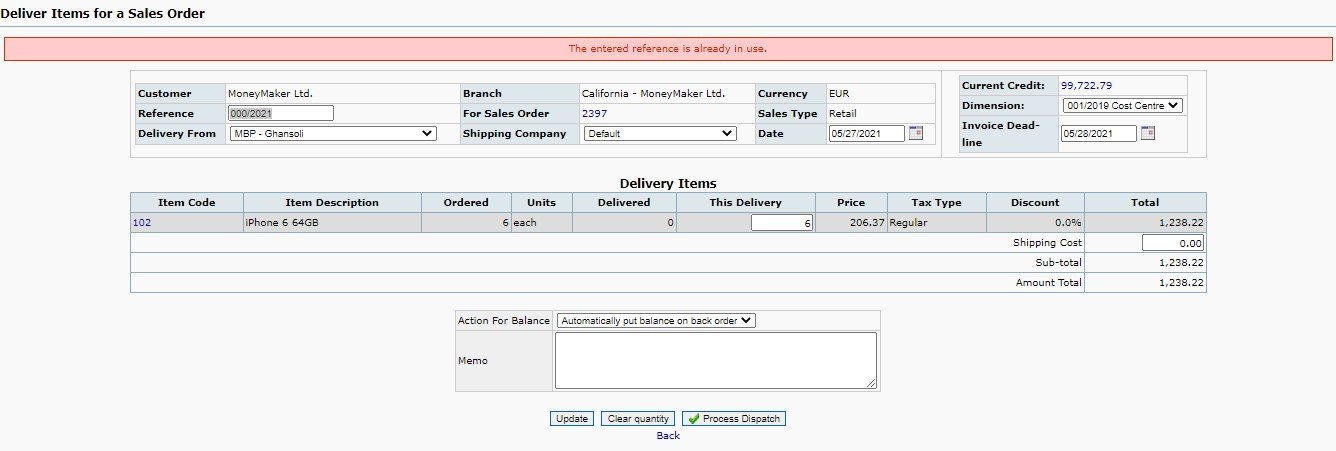 Deliver Items for a Sales Order
The entered reference is already in use.
Customer MoneyMaker Ltd. Branch California - MoneyMaker Ltd. Currency EUR
Reference 000/2021 For Sales Order 2397 Sales Type Retail
Delivery From MBP - Ghansoli Shipping Company Default Date 05/27/2021
Current Credit: 99,722.79
Dimension: 001/2019 Cost Centre
Invoice Dead-
line 05/28/2021
Delivery Items
Item Code Item Description Ordered Units Delivered This Delivery Price Tax Type Discount Total
102 iPhone 6 64GB 6 each 0 6 206.37 Regular 0.0% 1,238.22
Shipping Cost 0.00
Sub-total 1,238.22
Amount Total 1,238.22
Action For Balance Automatically put balance on back order
Memo
Update Clear quantity Process Dispatch
Back